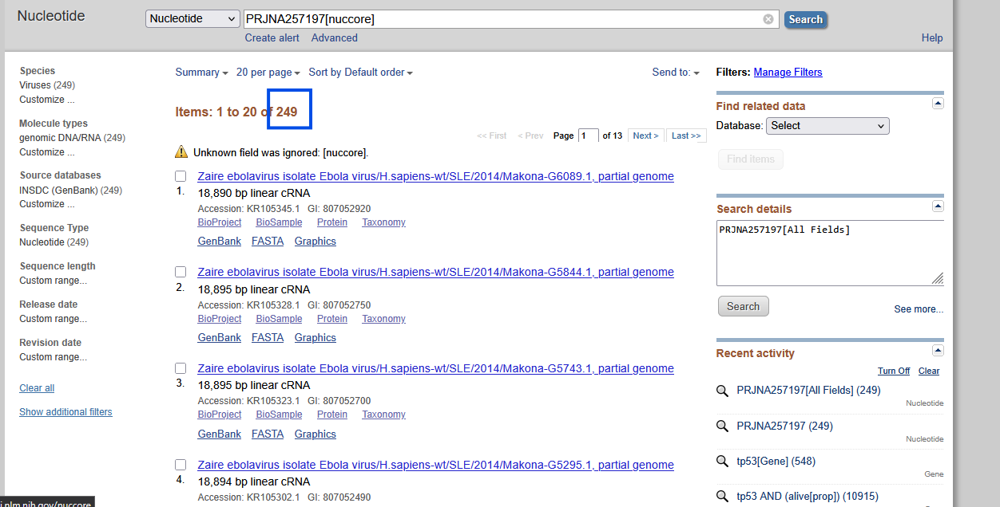 Nucleotide
Nucleotide PRJNA257197[nuccore] Search
Create alert Advanced Help
Species
Viruses (249)
Customize ...
Molecule types
genomic DNA/RNA (249)
Customize ...
Source databases
INSDC (GenBank) (249)
Customize ...
Sequence Type
Nucleotide (249)
Sequence length
Custom range...
Release date
Custom range...
Revision date
Custom range...
Clear all
Show additional filters
Summary 20 per page Sort by Default order Send to:
Items: 1 to 20 of 249
<< First < Prev Page 1 of 13 Next > Last >>
Unknown field was ignored: [nuccore].
Zaire ebolavirus isolate Ebola virus/H.sapiens-wt/SLE/2014/Makona-G6089.1, partial genome
1. 18,890 bp linear cRNA
Accession: KR105345.1 GI: 807052920
BioProject BioSample Protein Taxonomy
GenBank FASTA Graphics
Zaire ebolavirus isolate Ebola virus/H.sapiens-wt/SLE/2014/Makona-G5844.1, partial genome
2. 18,895 bp linear cRNA
Accession: KR105328.1 GI: 807052750
BioProject BioSample Protein Taxonomy
GenBank FASTA Graphics
Zaire ebolavirus isolate Ebola virus/H.sapiens-wt/SLE/2014/Makona-G5743.1, partial genome
3. 18,895 bp linear cRNA
Accession: KR105323.1 GI: 807052700
BioProject BioSample Protein Taxonomy
GenBank FASTA Graphics
Zaire ebolavirus isolate Ebola virus/H.sapiens-wt/SLE/2014/Makona-G5295.1, partial genome
4. 18,894 bp linear cRNA
Accession: KR105302.1 GI: 807052490
Filters: Manage Filters
Find related data
Database: Select
Find items
Search details
PRJNA257197[All Fields]
Search See more...
Recent activity
Turn Off Clear
PRJNA257197[All Fields] (249)
Nucleotide
PRJNA257197 (249)
Nucleotide
tp53[Gene] (548)
Gene
tp53 AND (alive[prop]) (10915)
i.nlm.nih.gov/nuccore